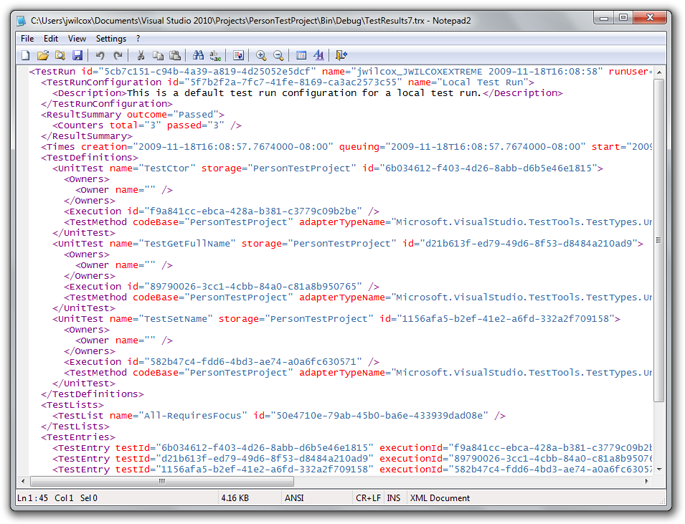 C:\Users\jwilcox\Documents\Visual Studio 2010\Projects\PersonTestProject\Bin\Debug\TestResults7.trx - Notepad2
File Edit View Settings ?
<TestRun id="5cb7c151-c94b-4a39-a819-4d25052e5dcf" name="jwilcox_JWILCOXEXTREME 2009-11-18T16:08:58" runUser=
<TestRunConfiguration id="5f7b2f2a-7fc7-41fe-8169-ca3ac2573c55" name="Local Test Run">
<Description>This is a default test run configuration for a local test run.</Description>
</TestRunConfiguration>
<ResultSummary outcome="Passed">
<Counters total="3" passed="3" />
</ResultSummary>
<Times creation="2009-11-18T16:08:57.7674000-08:00" queuing="2009-11-18T16:08:57.7674000-08:00" start="2009
<TestDefinitions>
<UnitTest name="TestCtor" storage="PersonTestProject" id="6b034612-f403-4d26-8abb-d6b5e46e1815">
<Owners>
<Owner name="" />
</Owners>
<Execution id="f9a841cc-ebca-428a-b381-c3779c09b2be" />
<TestMethod codeBase="PersonTestProject" adapterTypeName="Microsoft.VisualStudio.TestTools.TestTypes.Un
</UnitTest>
<UnitTest name="TestGetFullName" storage="PersonTestProject" id="d21b613f-ed79-49d6-8f53-d8484a210ad9">
<Owners>
<Owner name="" />
</Owners>
<Execution id="89790026-3cc1-4cbb-84a0-c81a8b950765" />
<TestMethod codeBase="PersonTestProject" adapterTypeName="Microsoft.VisualStudio.TestTools.TestTypes.Un
</UnitTest>
<UnitTest name="TestSetName" storage="PersonTestProject" id="1156afa5-b2ef-41e2-a6fd-332a2f709158">
<Owners>
<Owner name="" />
</Owners>
<Execution id="582b47c4-fdd6-4bd3-ae74-a0a6fc630571" />
<TestMethod codeBase="PersonTestProject" adapterTypeName="Microsoft.VisualStudio.TestTools.TestTypes.Un
</UnitTest>
</TestDefinitions>
<TestLists>
<TestList name="All-RequiresFocus" id="50e4710e-79ab-45b0-ba6e-433939dad08e" />
</TestLists>
<TestEntries>
<TestEntry testId="6b034612-f403-4d26-8abb-d6b5e46e1815" executionId="f9a841cc-ebca-428a-b381-c3779c09b2b
<TestEntry testId="d21b613f-ed79-49d6-8f53-d8484a210ad9" executionId="89790026-3cc1-4cbb-84a0-c81a8b95076
<TestEntry testId="1156afa5-b2ef-41e2-a6fd-332a2f709158" executionId="582b47c4-fdd6-4bd3-ae74-a0a6fc63057
Ln 1 : 45 Col 1 Sel 0 4.16 KB ANSI CR+LF INS XML Document